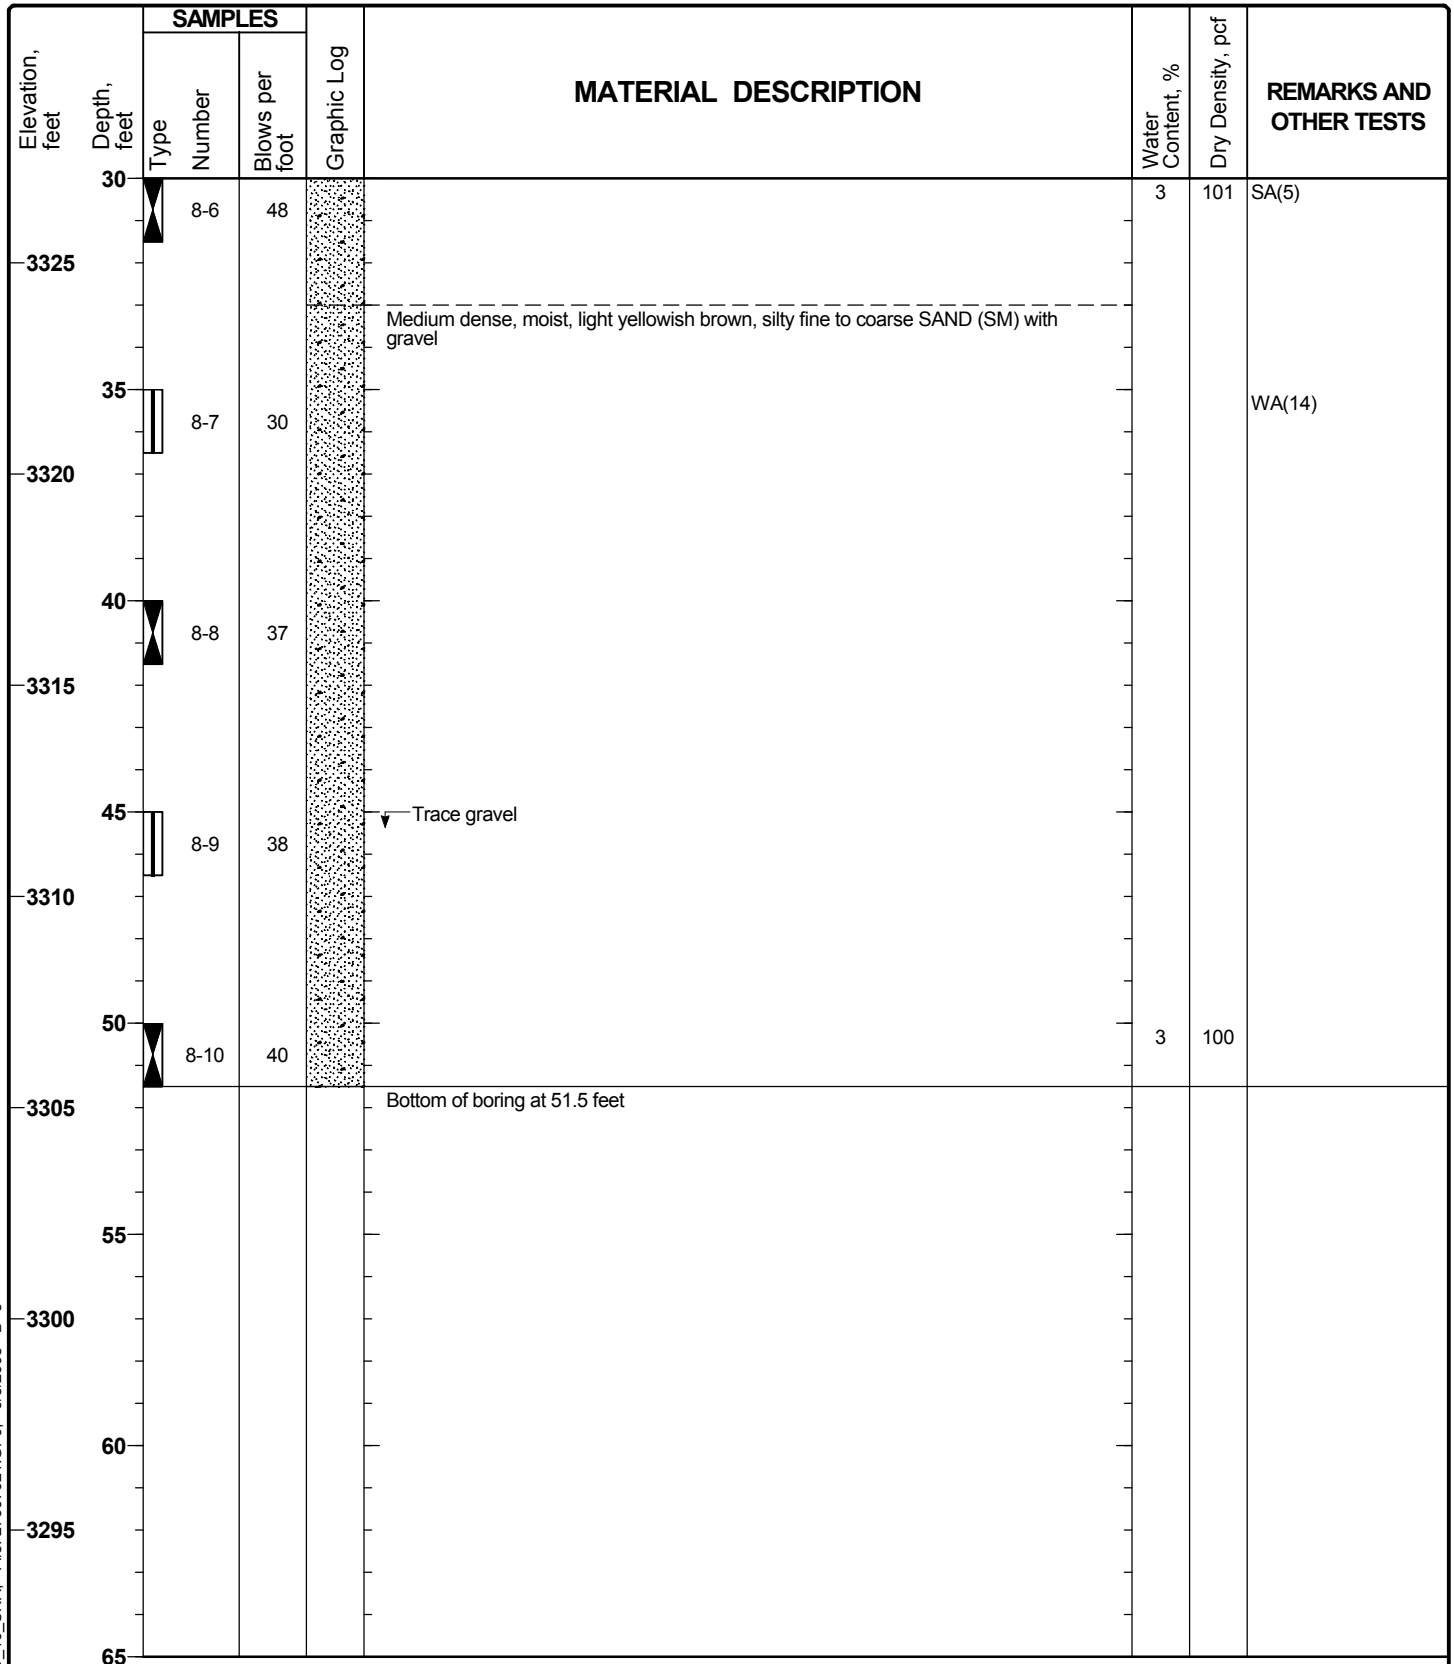 SAMPLES
Elevation,
feet
Depth,
feet
Type
Number
Blows per
foot
Graphic Log
MATERIAL DESCRIPTION
Water
Content, %
Dry Density, pcf
REMARKS AND
OTHER TESTS
30
8-6 48 3 101 SA(5)
3325
Medium dense, moist, light yellowish brown, silty fine to coarse SAND (SM) with
gravel
35
8-7 30 WA(14)
3320
40
8-8 37
3315
45 Trace gravel
8-9 38
3310
50
8-10 40 3 100
3305 Bottom of boring at 51.5 feet
55
3300
60
3295
65